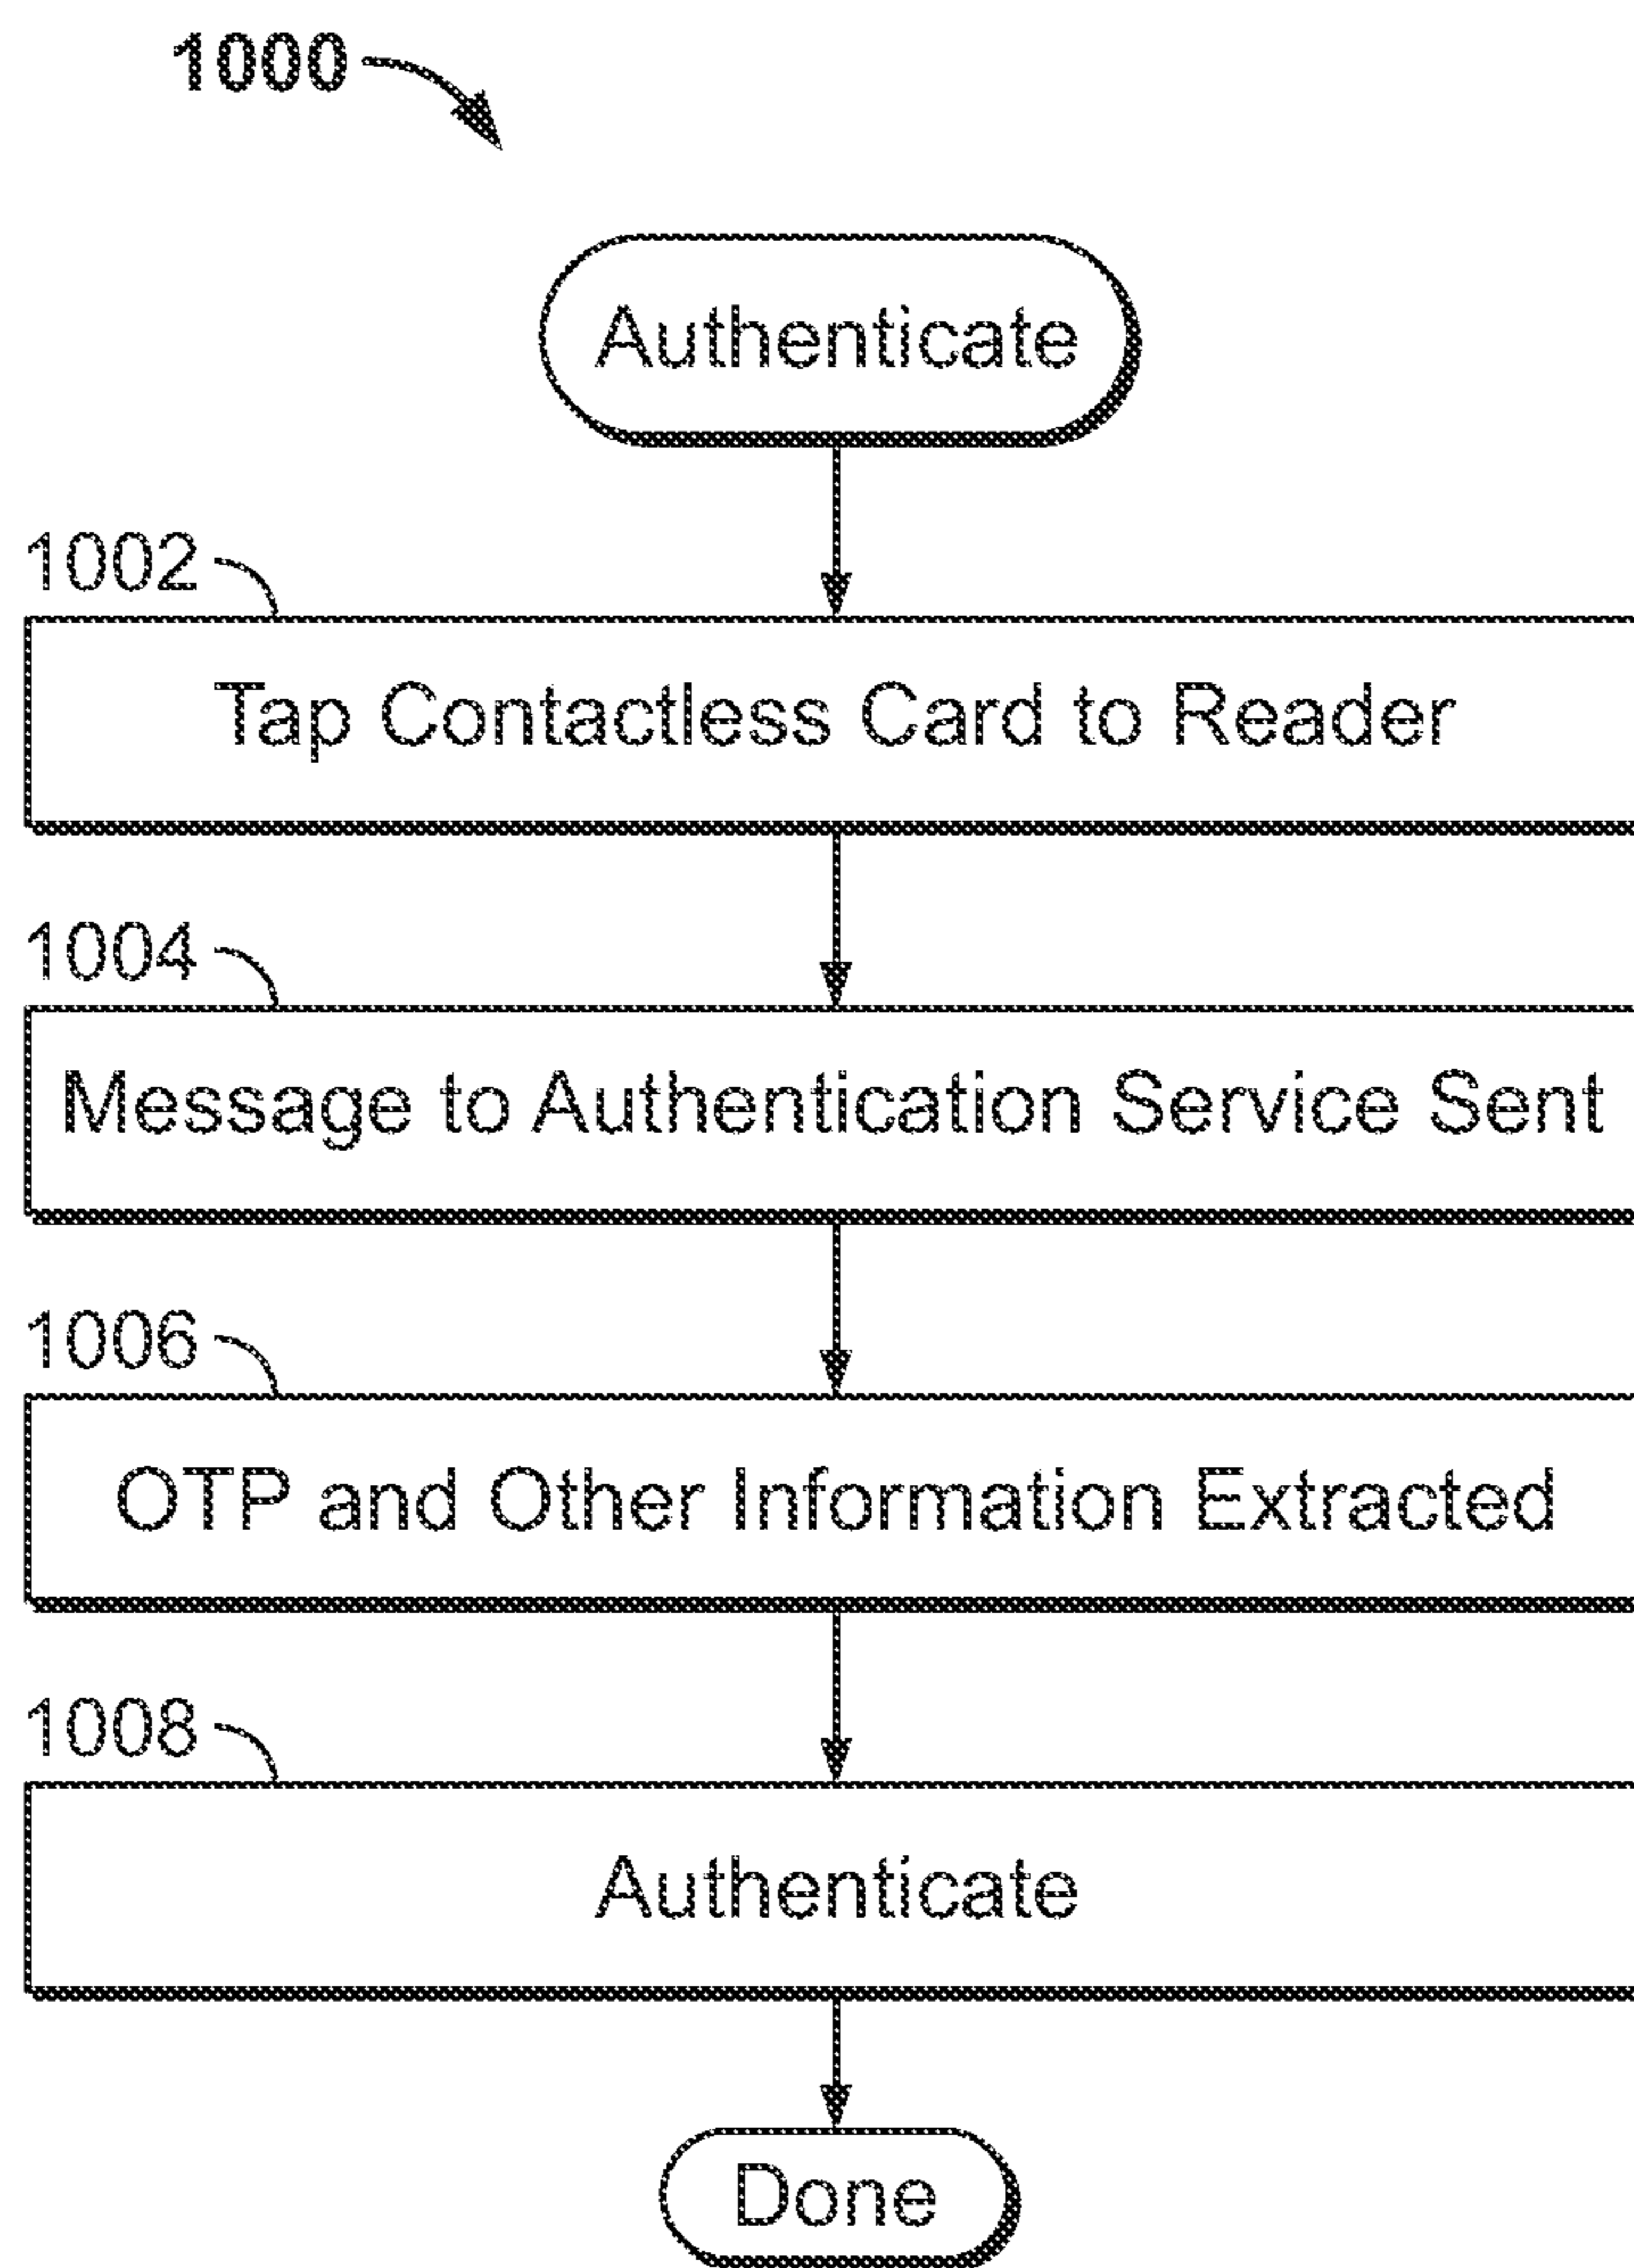 1000
Authenticate
1002
Tap Contactless Card to Reader
1004
Message to Authentication Service Sent
1006
OTP and Other Information Extracted
1008
Authenticate
Done